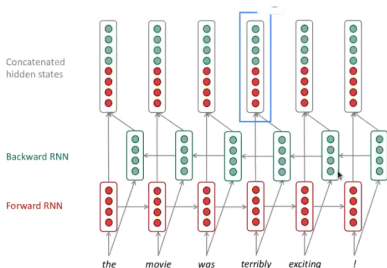 Concatenated
hidden states
Backward RNN
Forward RNN
the movie was terribly exciting !